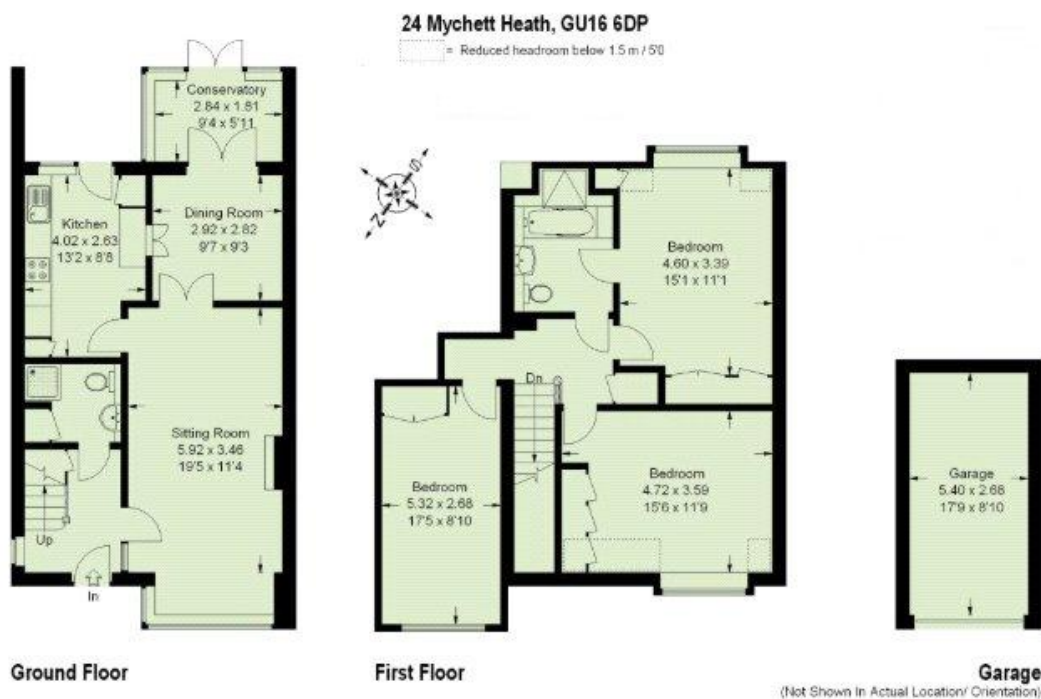 24 Mychett Heath, GU16 6DP
= Reduced headroom below 1.5 m / 5'0
Conservatory
2.84 x 1.81
9'4 x 5'11
Kitchen
4.02 x 2.63
13'2 x 8'8
Dining Room
2.92 x 2.82
9'7 x 9'3
Sitting Room
5.92 x 3.46
19'5 x 11'4
Up
In
S
N
Bedroom
4.60 x 3.39
15'1 x 11'1
Dn
Bedroom
5.32 x 2.68
17'5 x 8'10
Bedroom
4.72 x 3.59
15'6 x 11'9
Garage
5.40 x 2.68
17'9 x 8'10
Ground Floor
First Floor
Garage
(Not Shown In Actual Location/ Orientation)